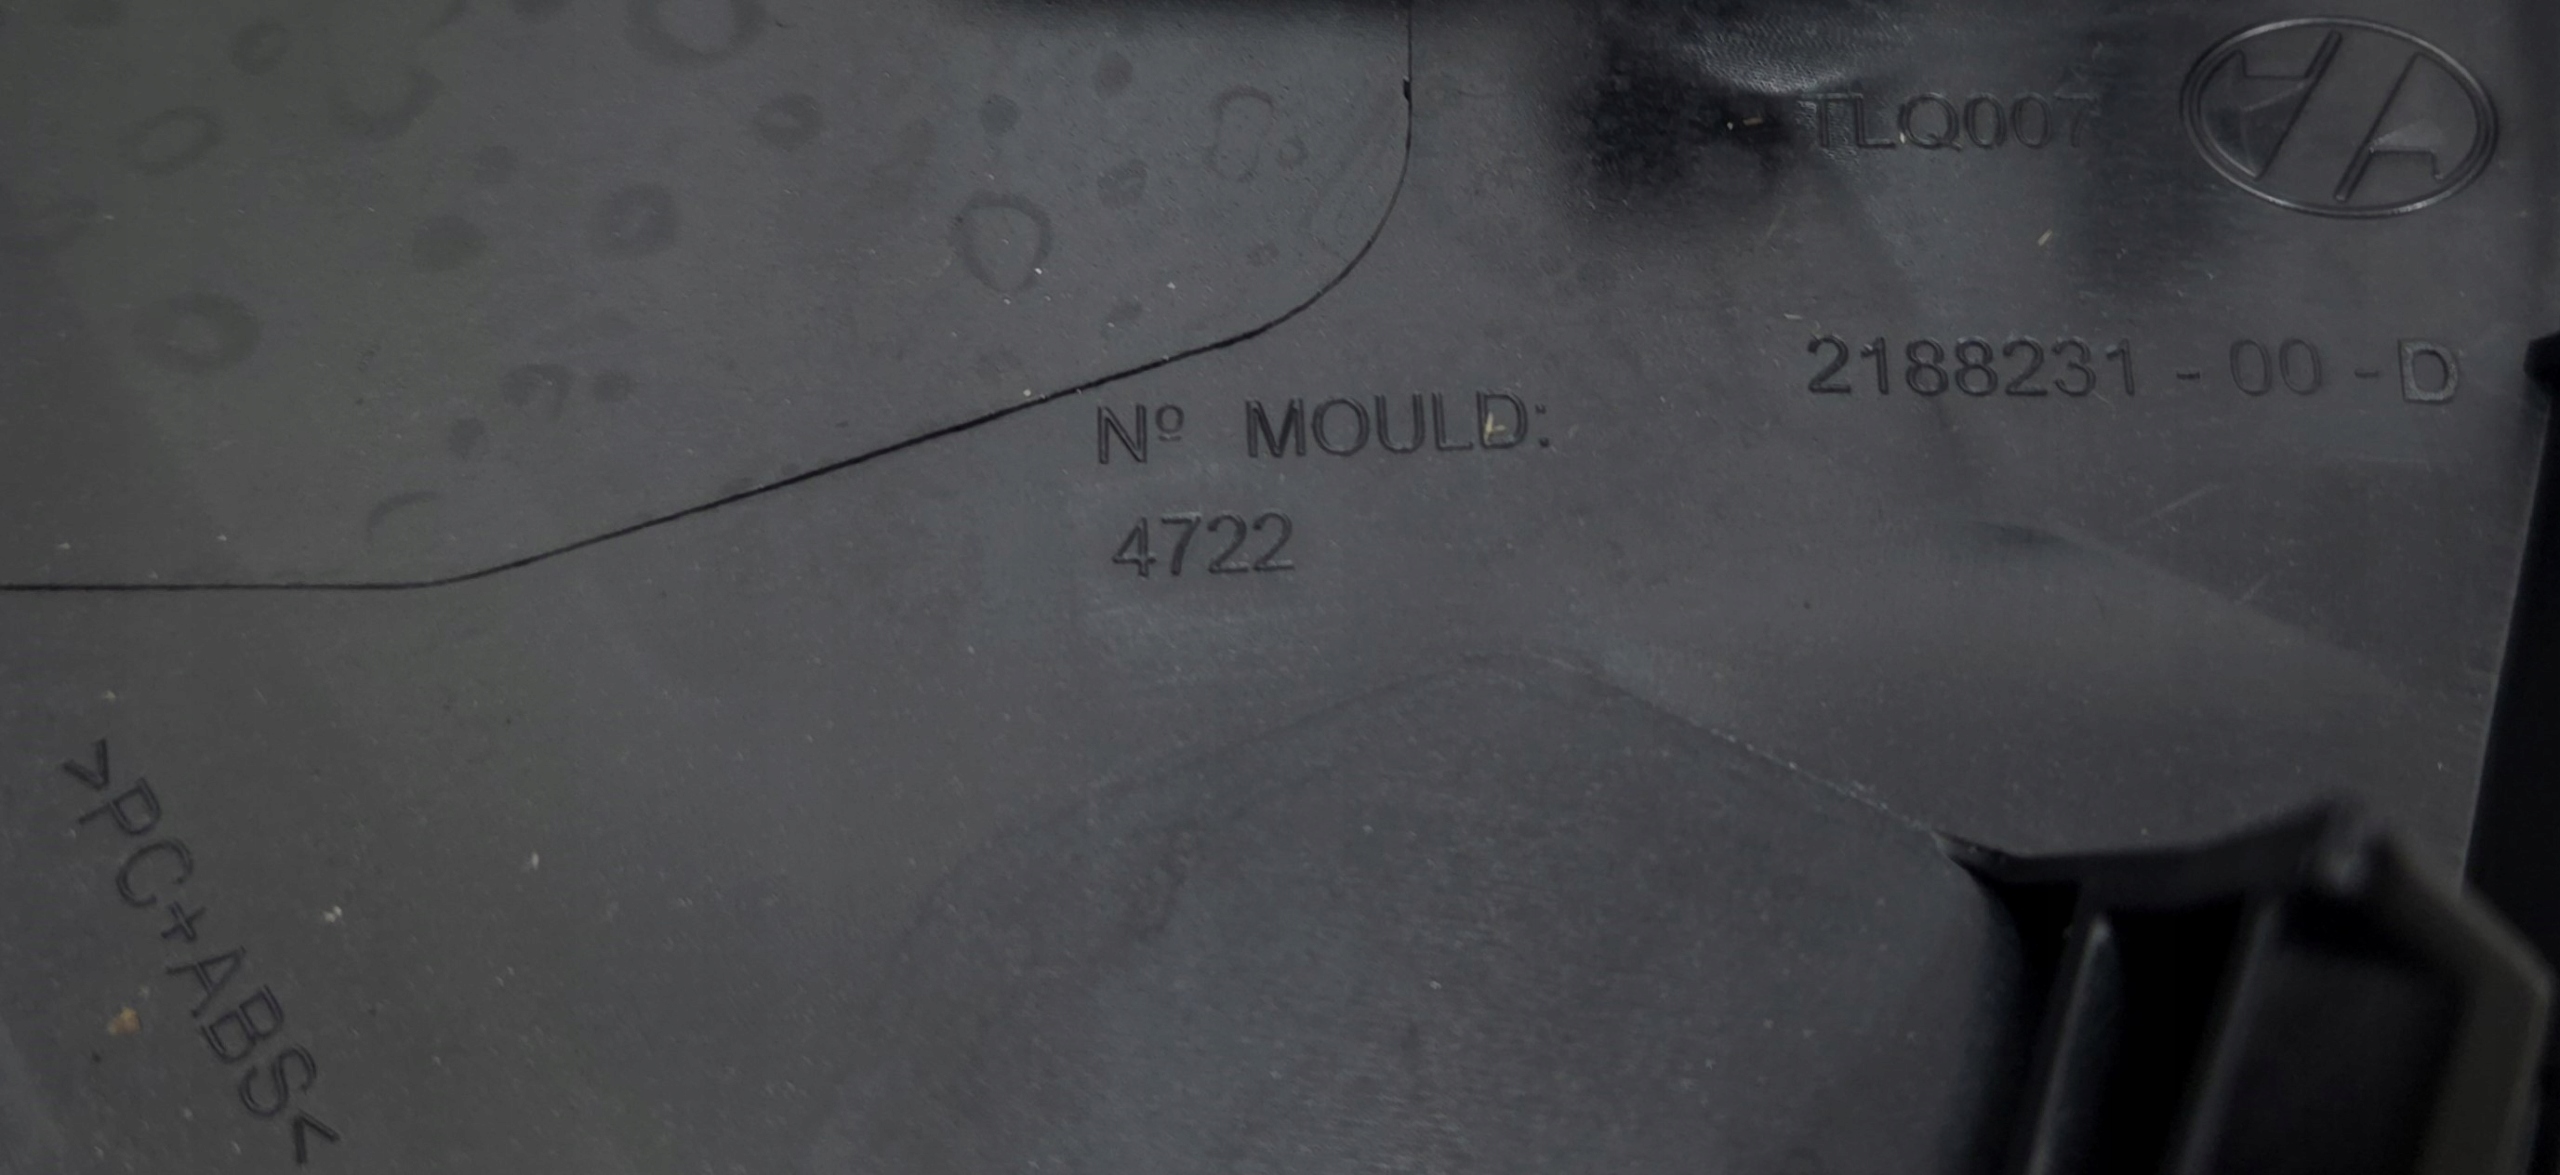 TLQ007
2188231 - 00 - D
Nº MOULD:
4722
>PC+ABS<